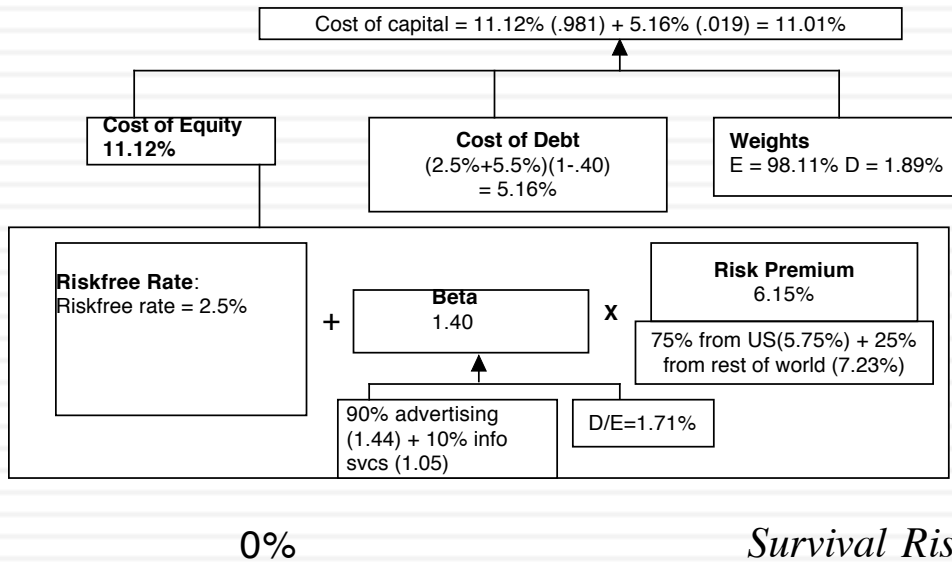 Cost of capital = 11.12% (.981) + 5.16% (.019) = 11.01%
Cost of Equity
11.12%
Cost of Debt
(2.5%+5.5%)(1-.40)
= 5.16%
Weights
E = 98.11% D = 1.89%
Riskfree Rate:
Riskfree rate = 2.5%
+
Beta
1.40
X
Risk Premium
6.15%
75% from US(5.75%) + 25%
from rest of world (7.23%)
90% advertising
(1.44) + 10% info
svcs (1.05)
D/E=1.71%
0%
Survival Ris